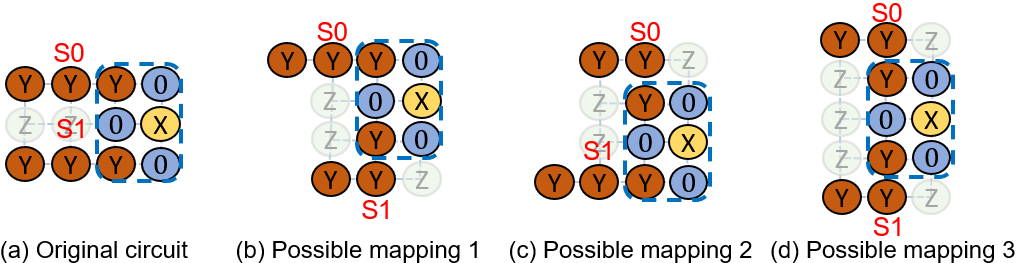 S0
Y Y Y 0
Z Z 0 X
S1
Y Y Y 0
(a) Original circuit
S0
Y Y Y 0
Z 0 X
Z Y 0
Y Y Z
S1
(b) Possible mapping 1
S0
Y Y Z
Z Y 0
Z 0 X
S1
Y Y Y 0
(c) Possible mapping 2
S0
Y Y Z
Z Y 0
Z 0 X
Z Y 0
Y Y Z
S1
(d) Possible mapping 3